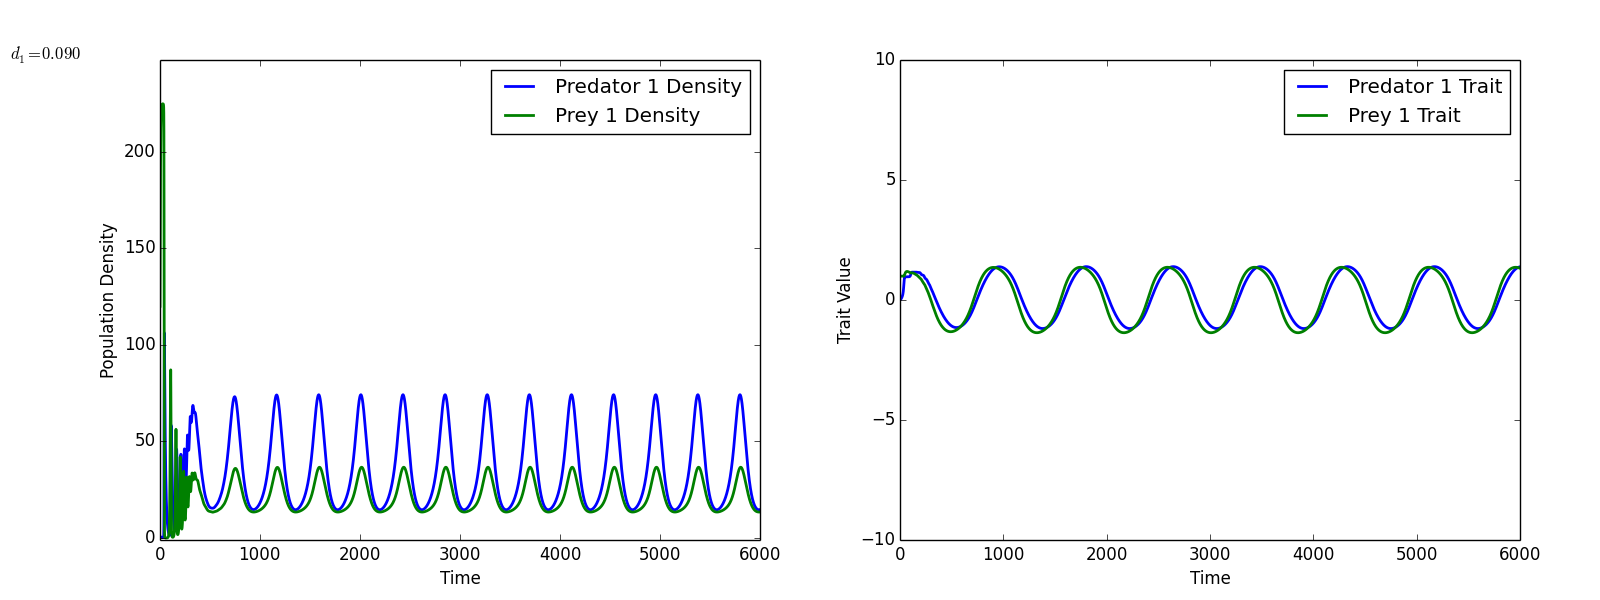 d1=0.090
Predator 1 Density
Prey 1 Density
200
150
100
50
0
Population Density
0 1000 2000 3000 4000 5000 6000
Time
Predator 1 Trait
Prey 1 Trait
10
5
0
−5
−10
Trait Value
0 1000 2000 3000 4000 5000 6000
Time